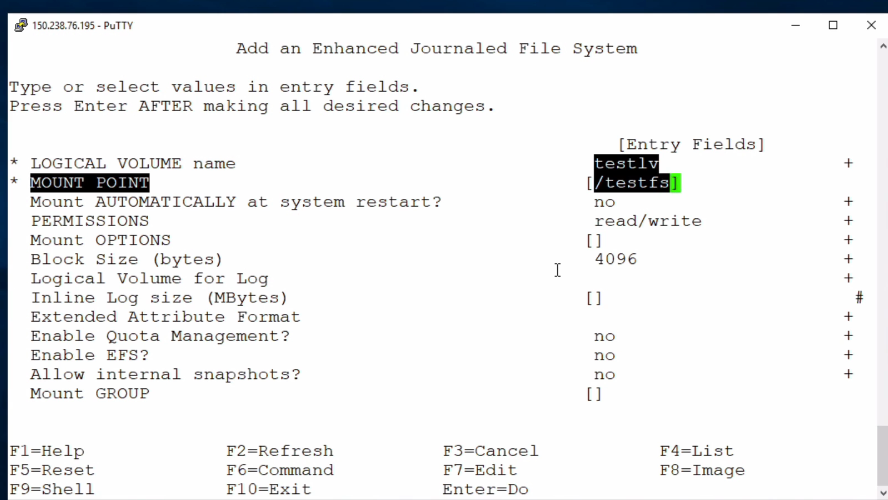 150.238.76.195 - PuTTY
Add an Enhanced Journaled File System
Type or select values in entry fields.
Press Enter AFTER making all desired changes.
[Entry Fields]
* LOGICAL VOLUME name testlv +
* MOUNT POINT [/testfs]
Mount AUTOMATICALLY at system restart? no +
PERMISSIONS read/write +
Mount OPTIONS [] +
Block Size (bytes) 4096 +
Logical Volume for Log +
Inline Log size (MBytes) [] #
Extended Attribute Format +
Enable Quota Management? no +
Enable EFS? no +
Allow internal snapshots? no +
Mount GROUP []
F1=Help F2=Refresh F3=Cancel F4=List
F5=Reset F6=Command F7=Edit F8=Image
F9=Shell F10=Exit Enter=Do